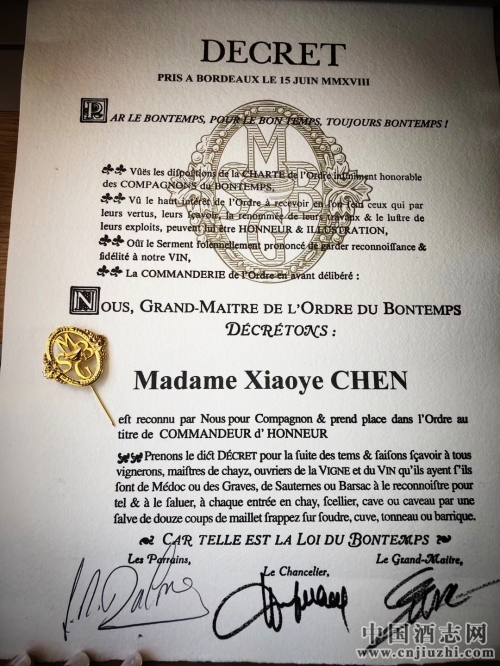 DECRET
PRIS A BORDEAUX LE 15 JUIN MMXVIII
PAR LE BONTEMPS, POUR LE BON TEMPS, TOUJOURS BONTEMPS !
MBCG
Vûës les difpofitions de la CHARTE de l'Ordre infiniment honorable
des COMPAGNONS du BONTEMPS,
Vû le haut intérêt de l'Ordre à recevoir en fon fein ceux qui par
leurs vertus, leurs fçavoir, la renommée de leurs travaux & le luftre de
leurs exploits, peuvent lui être HONNEUR & ILLUSTRATION,
Oüi le Serment folennellement prononcé de garder reconnoiffance &
fidélité à notre VIN,
La COMMANDERIE de l'Ordre en ayant délibéré :
NOUS, GRAND-MAITRE DE L'ORDRE DU BONTEMPS
DÉCRÉTONS :
Madame Xiaoye CHEN
eft reconnu par Nous pour Compagnon & prend place dans l'Ordre au
titre de COMMANDEUR d' HONNEUR
Prenons le dict DÉCRET pour la fuite des tems & faifons fçavoir à tous
vignerons, maiftres de chayz, ouvriers de la VIGNE et du VIN qu'ils ayent f'ils
font de Médoc ou des Graves, de Sauternes ou Barsac à le reconnoiftre pour
tel & à le faluer, à chaque entrée en chay, fcellier, cave ou caveau par une
falve de douze coups de maillet frappez fur foudre, cuve, tonneau ou barrique.
CAR TELLE EST LA LOI DU BONTEMPS
Les Parrains,
Le Chancelier,
Le Grand-Maitre,
中国酒志网
www.cnjiuzhi.com